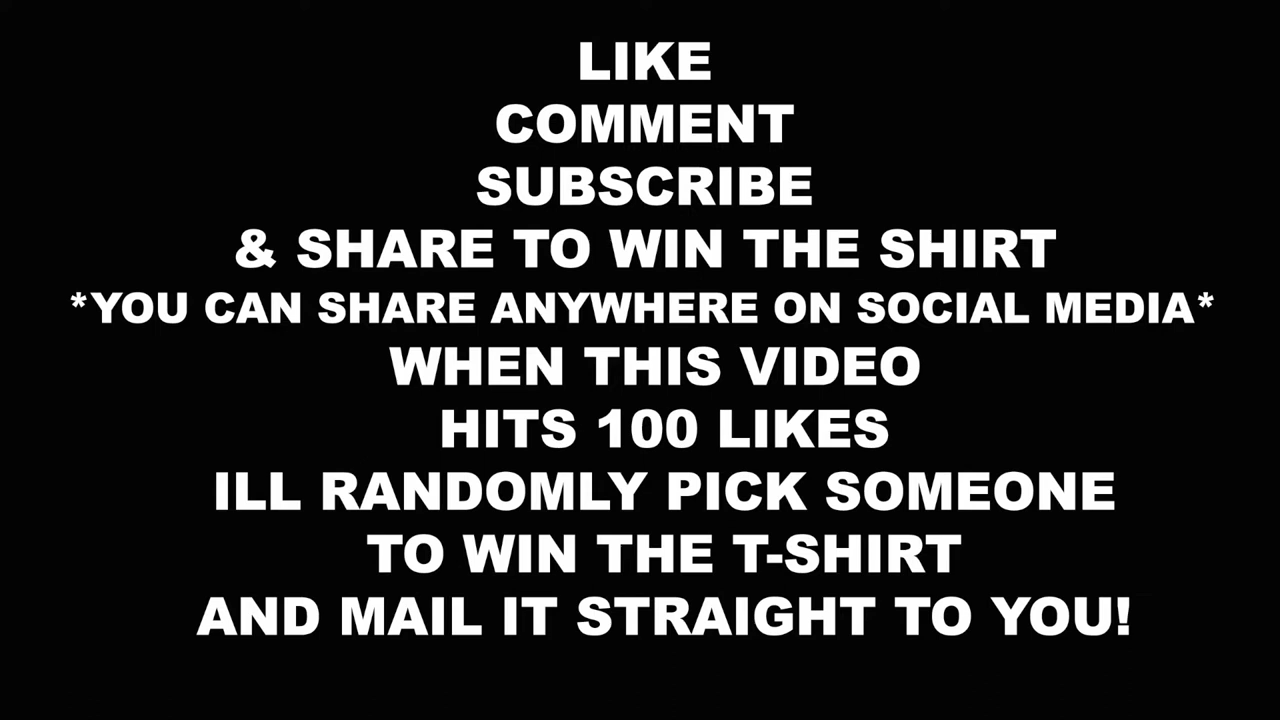 LIKE
COMMENT
SUBSCRIBE
& SHARE TO WIN THE SHIRT
*YOU CAN SHARE ANYWHERE ON SOCIAL MEDIA*
WHEN THIS VIDEO
HITS 100 LIKES
ILL RANDOMLY PICK SOMEONE
TO WIN THE T-SHIRT
AND MAIL IT STRAIGHT TO YOU!